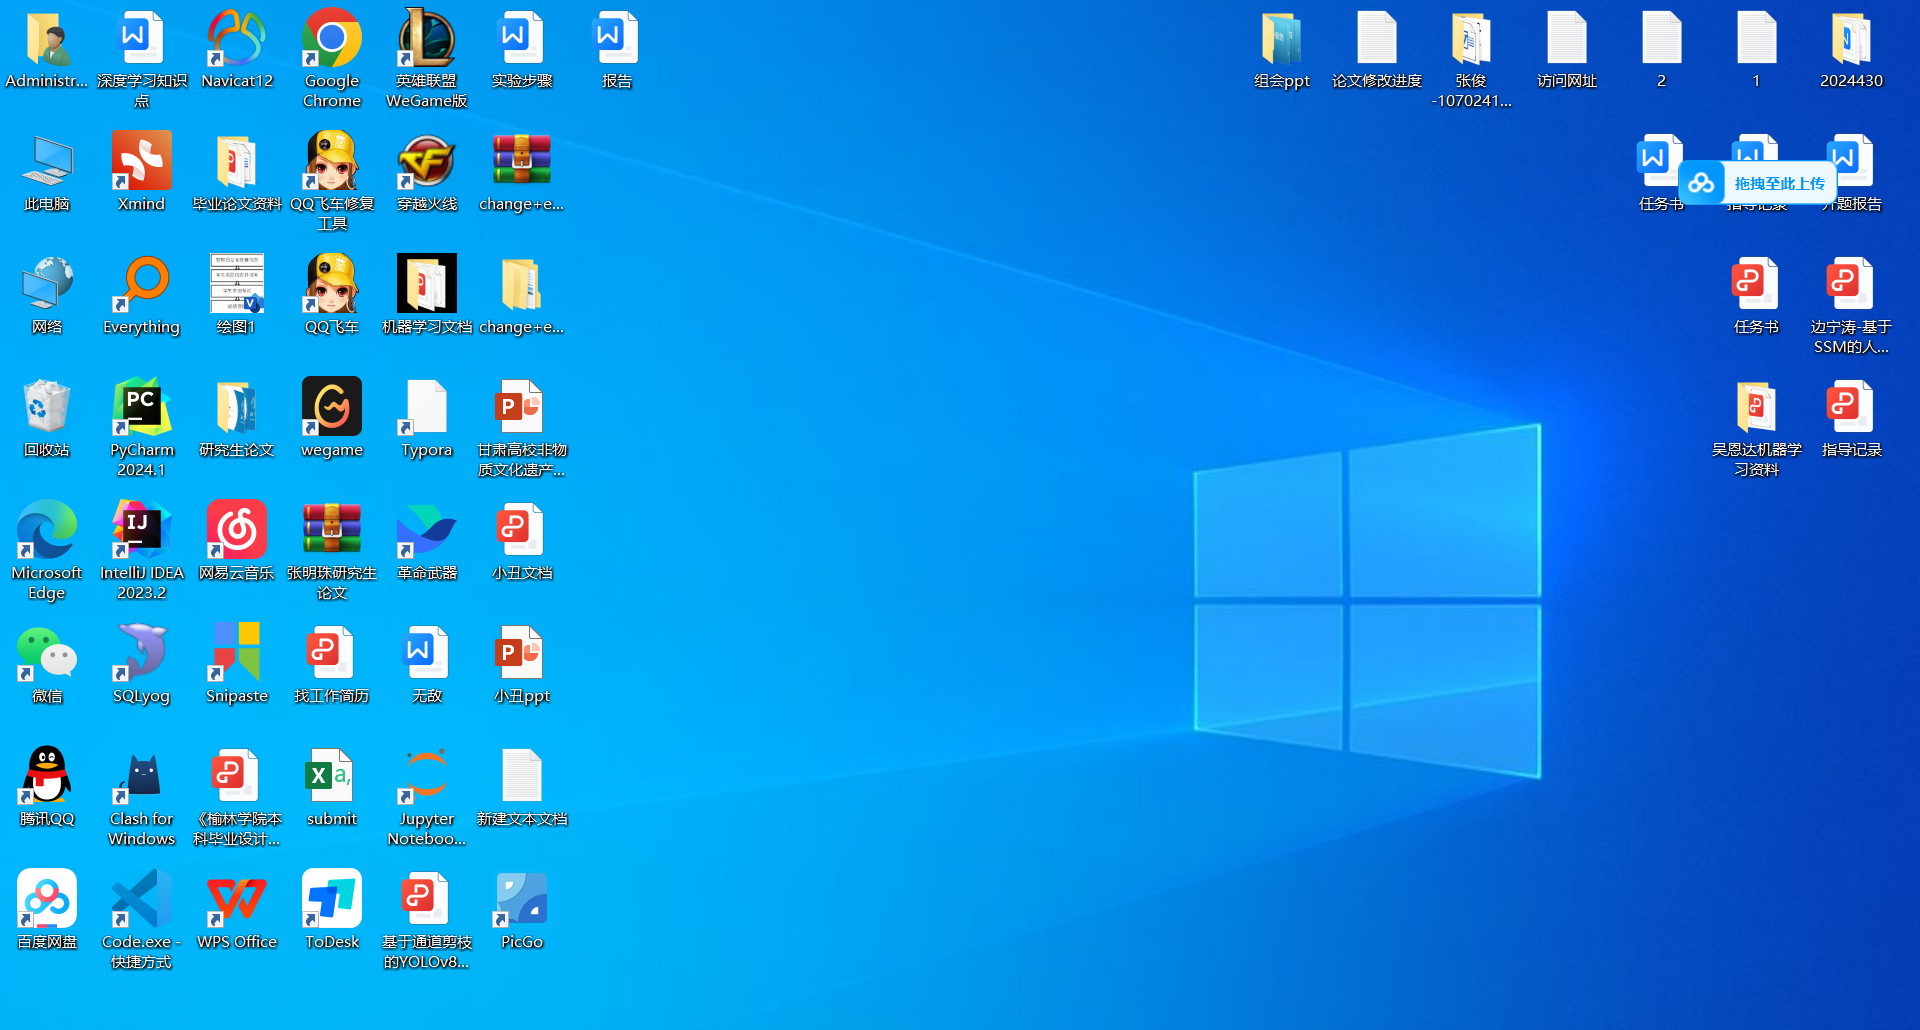 Administr...
深度学习知识
点
Navicat12
Google
Chrome
英雄联盟
WeGame版
实验步骤
报告
组会ppt
论文修改进度
张俊
-1070241...
访问网址
2
1
2024430
此电脑
Xmind
毕业论文资料
QQ飞车修复
工具
穿越火线
change+e...
任务书
拖拽至此上传
指导记录
开题报告
网络
Everything
绘图1
QQ飞车
机器学习文档
change+e...
任务书
边宁涛-基于
SSM的人...
回收站
PyCharm
2024.1
研究生论文
wegame
Typora
甘肃高校非物
质文化遗产...
吴恩达机器学
习资料
指导记录
Microsoft
Edge
IntelliJ IDEA
2023.2
网易云音乐
张明珠研究生
论文
革命武器
小丑文档
微信
SQLyog
Snipaste
找工作简历
无敌
小丑ppt
腾讯QQ
Clash for
Windows
《榆林学院本
科毕业设计...
submit
Jupyter
Noteboo...
新建文本文档
百度网盘
Code.exe -
快捷方式
WPS Office
ToDesk
基于通道剪枝
的YOLOv8...
PicGo